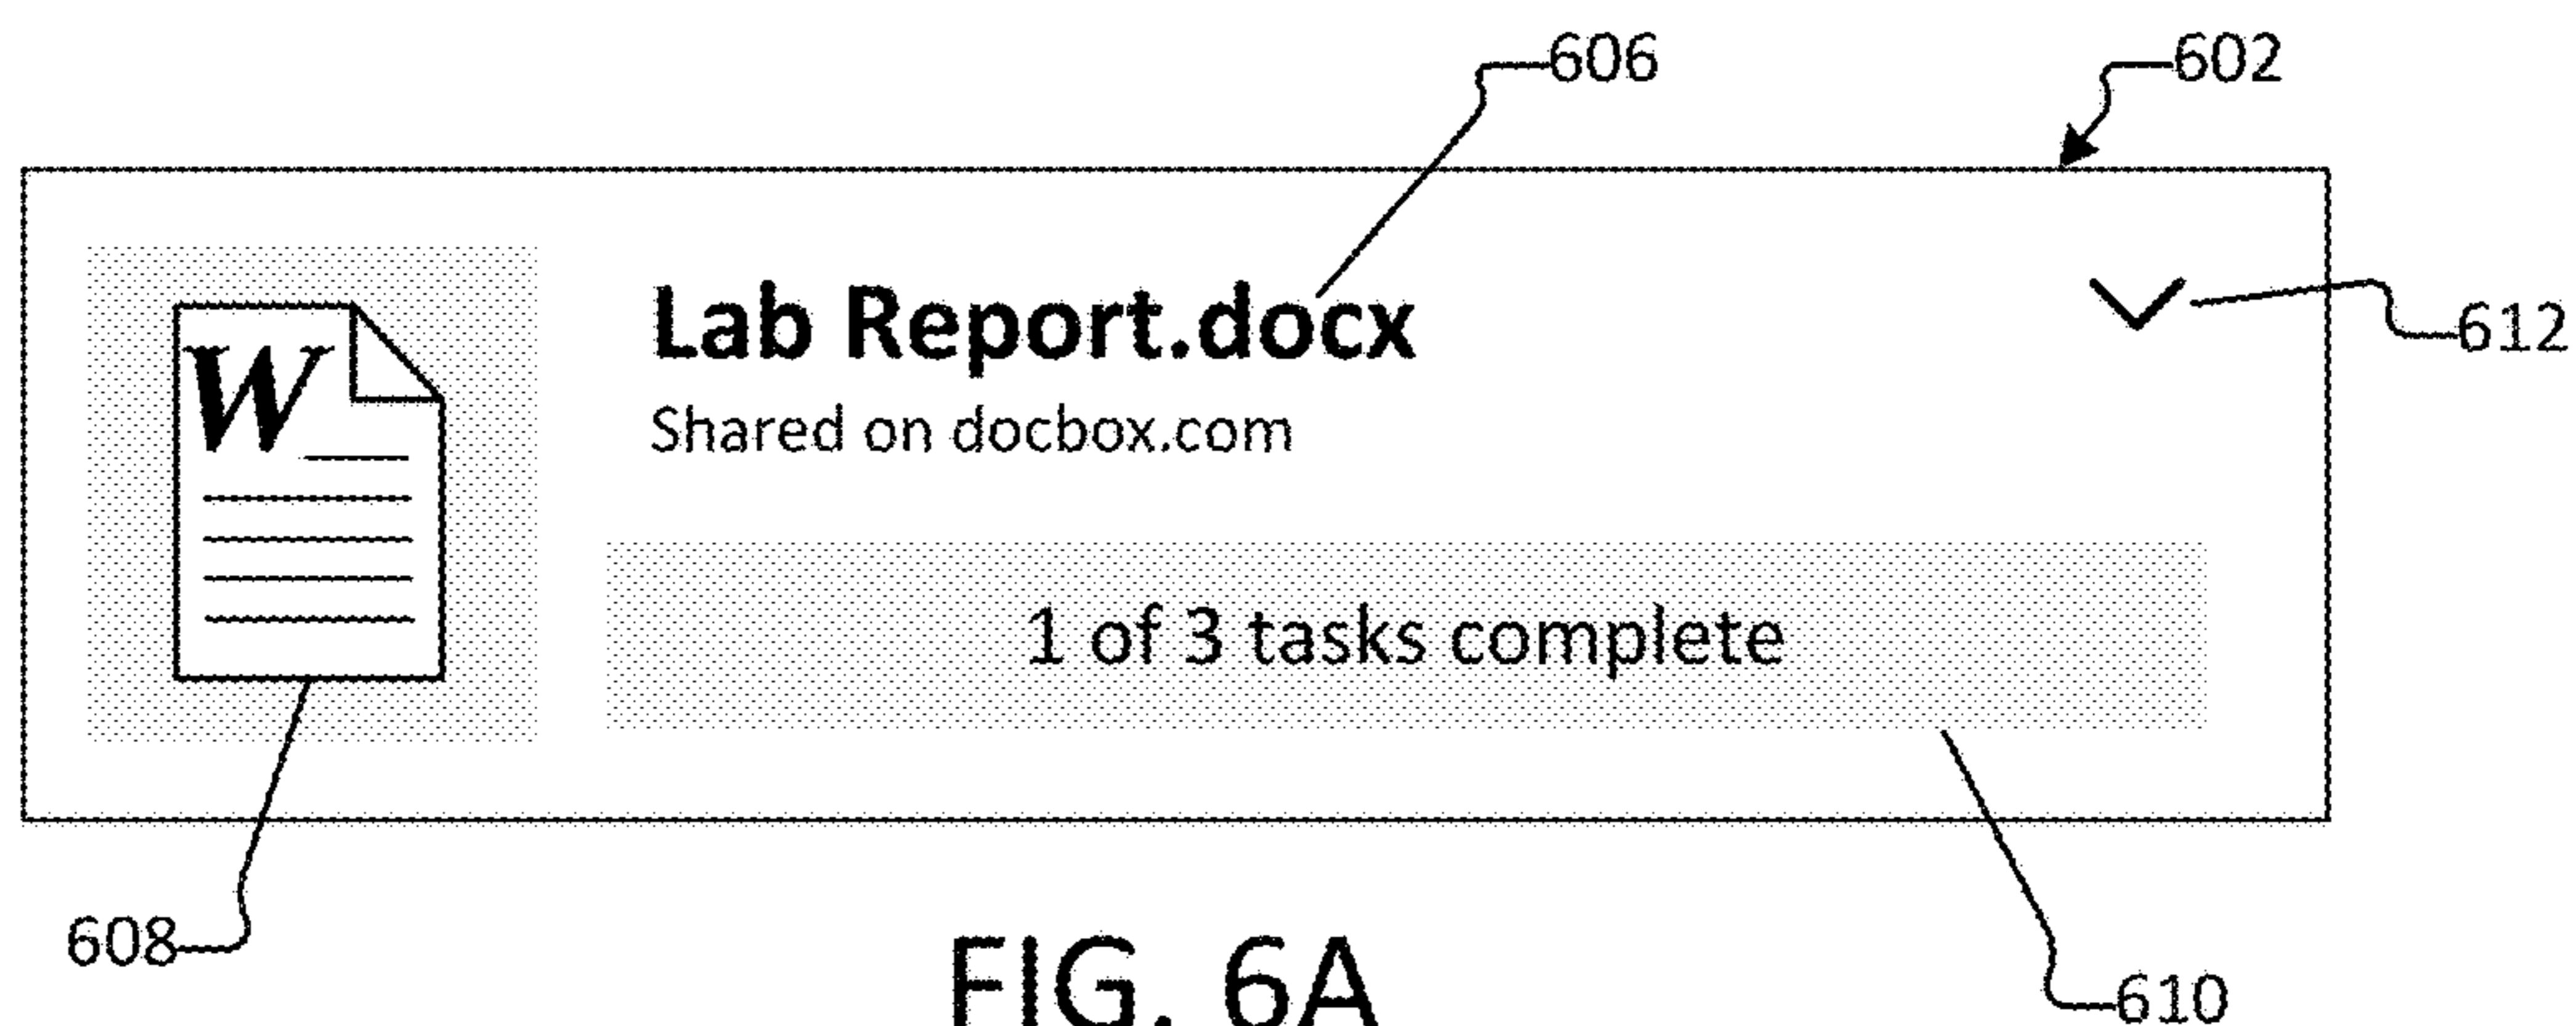 606
602
Lab Report.docx
612
W
Shared on docbox.com
1 of 3 tasks complete
608
FIG. 6A
610